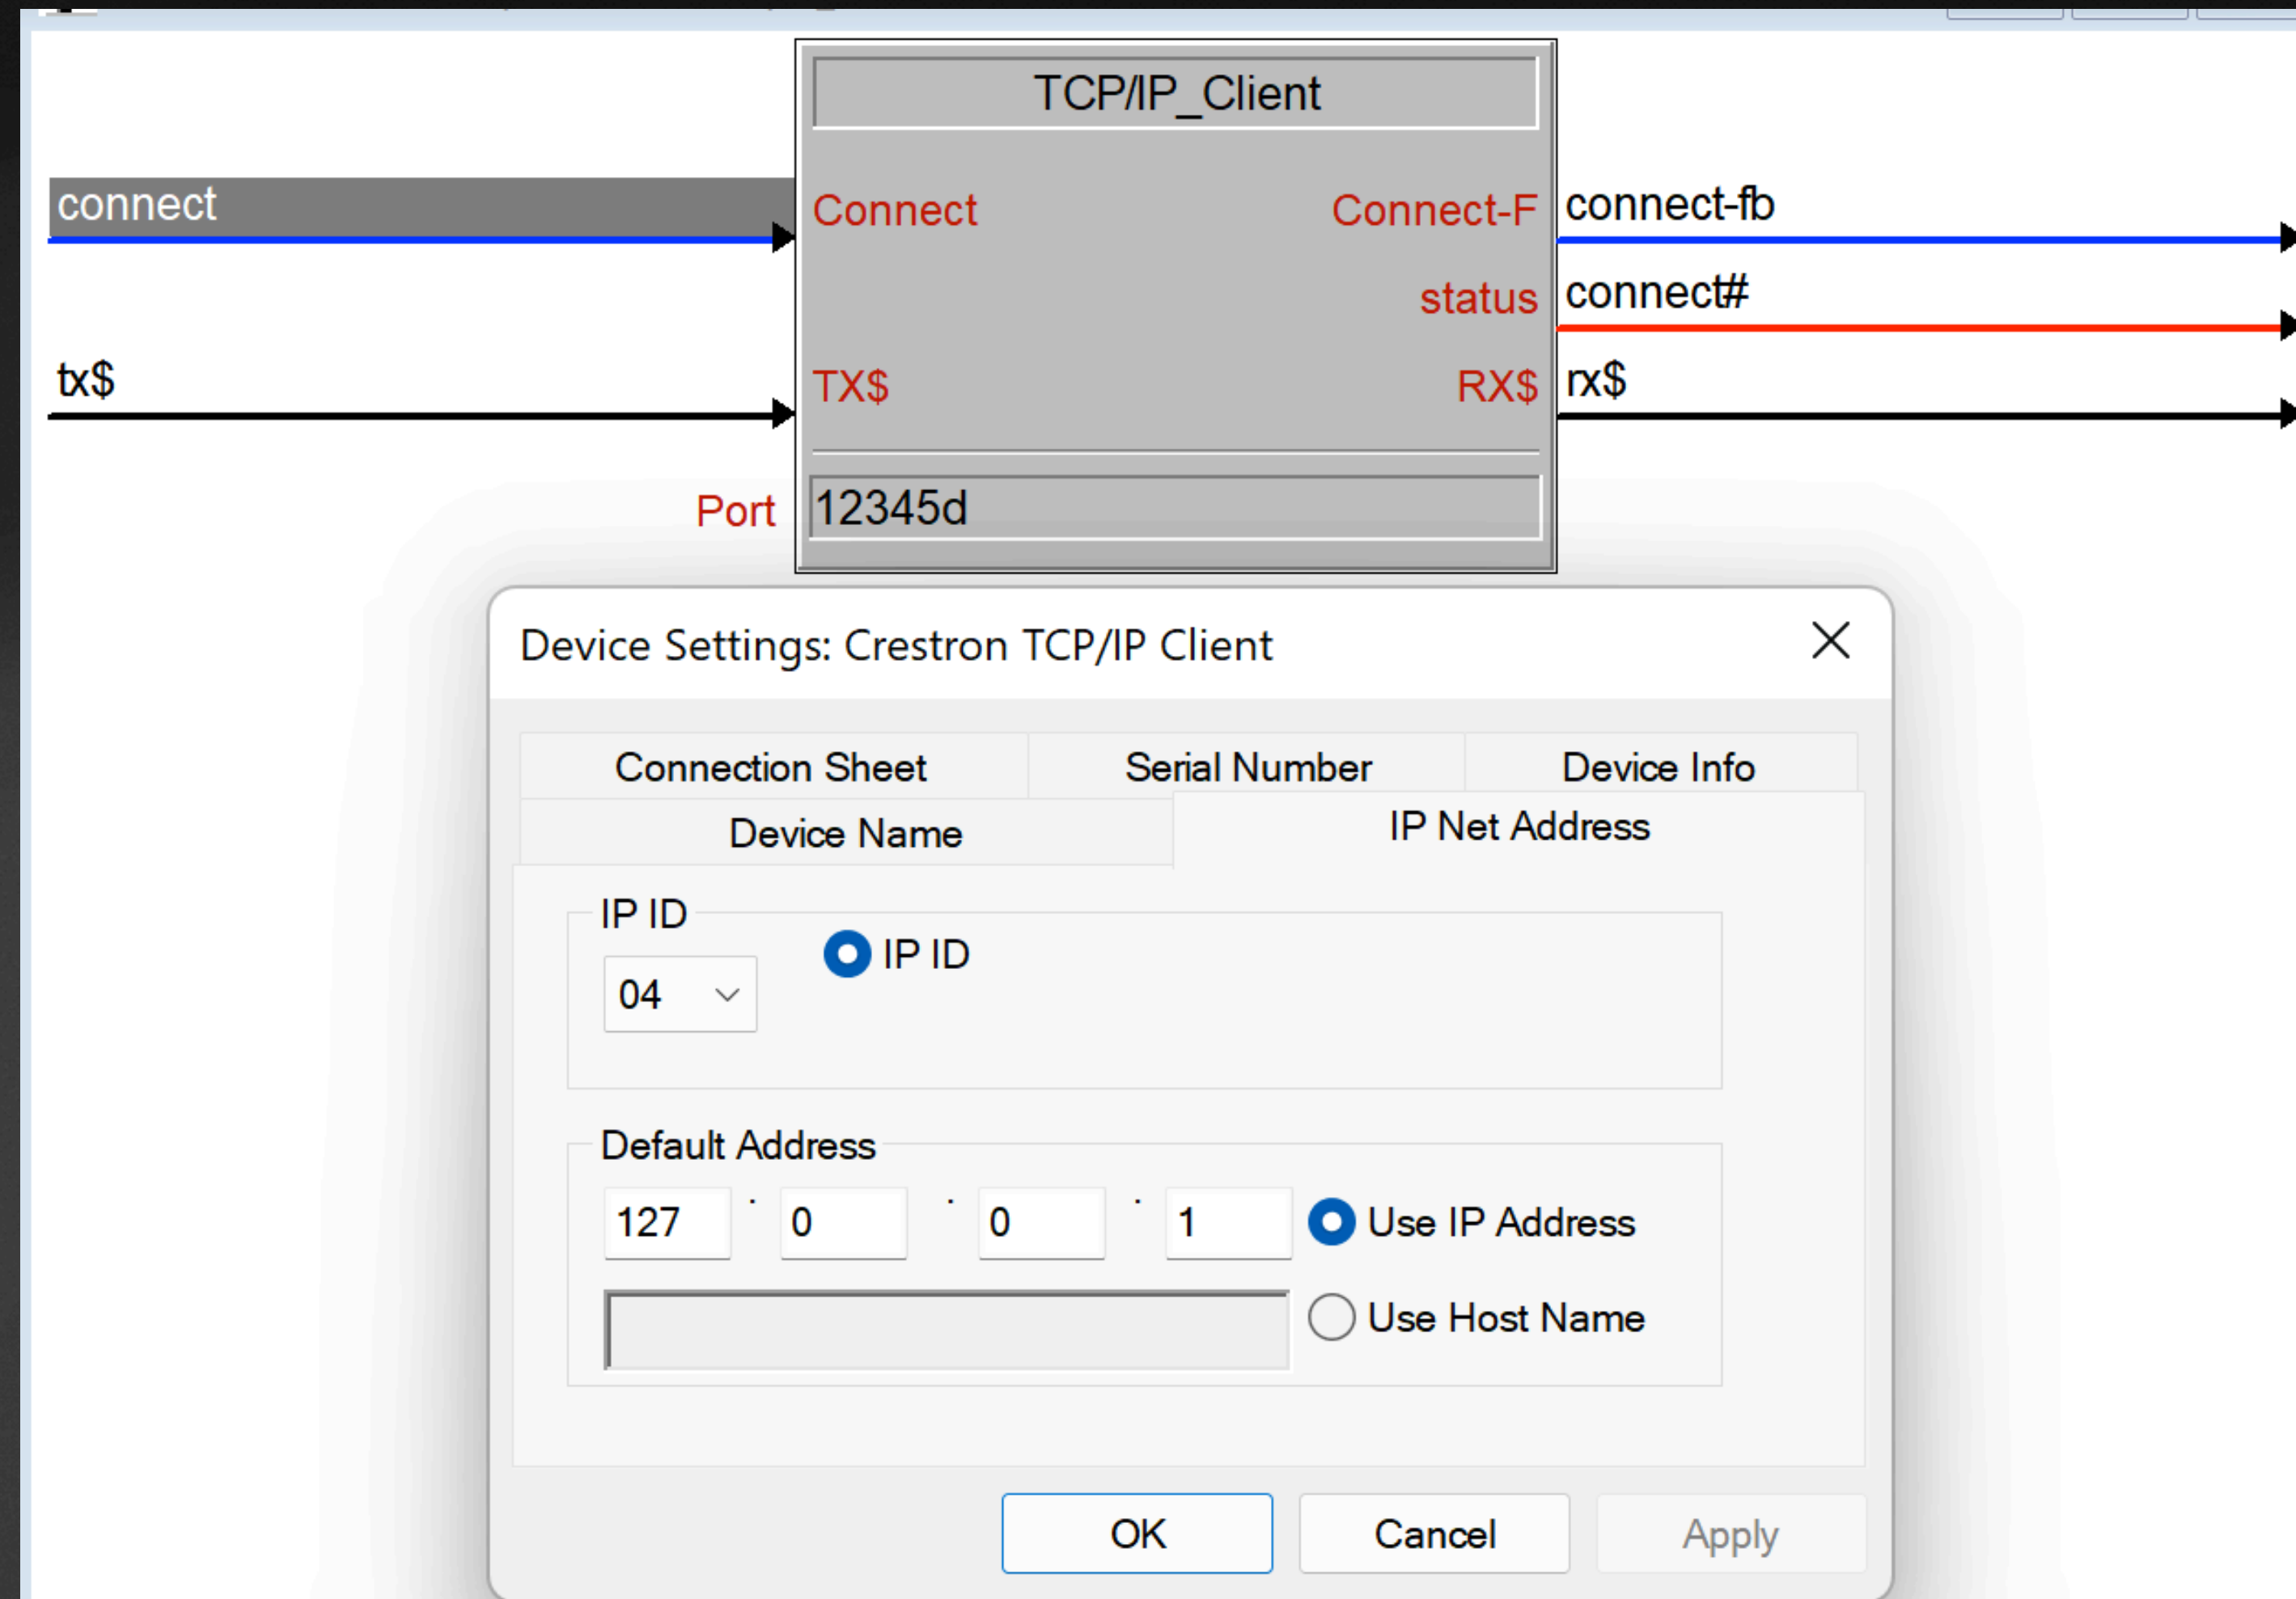 TCP/IP_Client
connect Connect Connect-F connect-fb
status connect#
tx$ TX$ RX$ rx$
Port 12345d
Device Settings: Crestron TCP/IP Client
Connection Sheet Serial Number Device Info
Device Name IP Net Address
IP ID
04 IP ID
Default Address
127 . 0 . 0 . 1 Use IP Address
Use Host Name
OK Cancel Apply